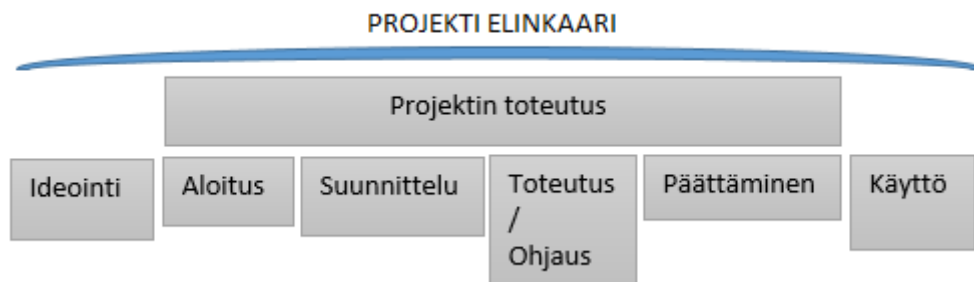 PROJEKTI ELINKAARI
Projektin toteutus
Ideointi
Aloitus
Suunnittelu
Toteutus
/
Ohjaus
Päättäminen
Käyttö